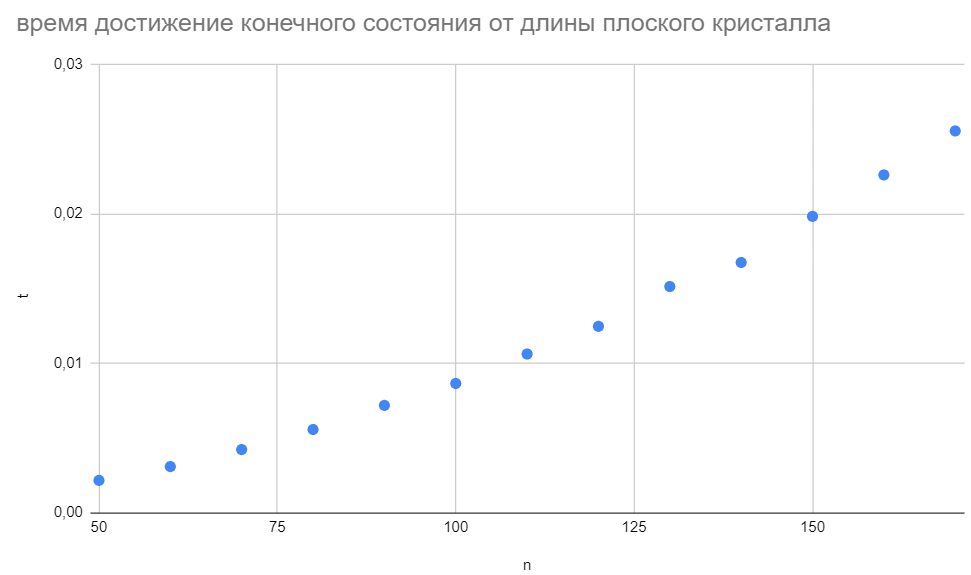 время достижение конечного состояния от длины плоского кристалла
0,03
0,02
t
0,01
0,00
50 75 100 125 150
n